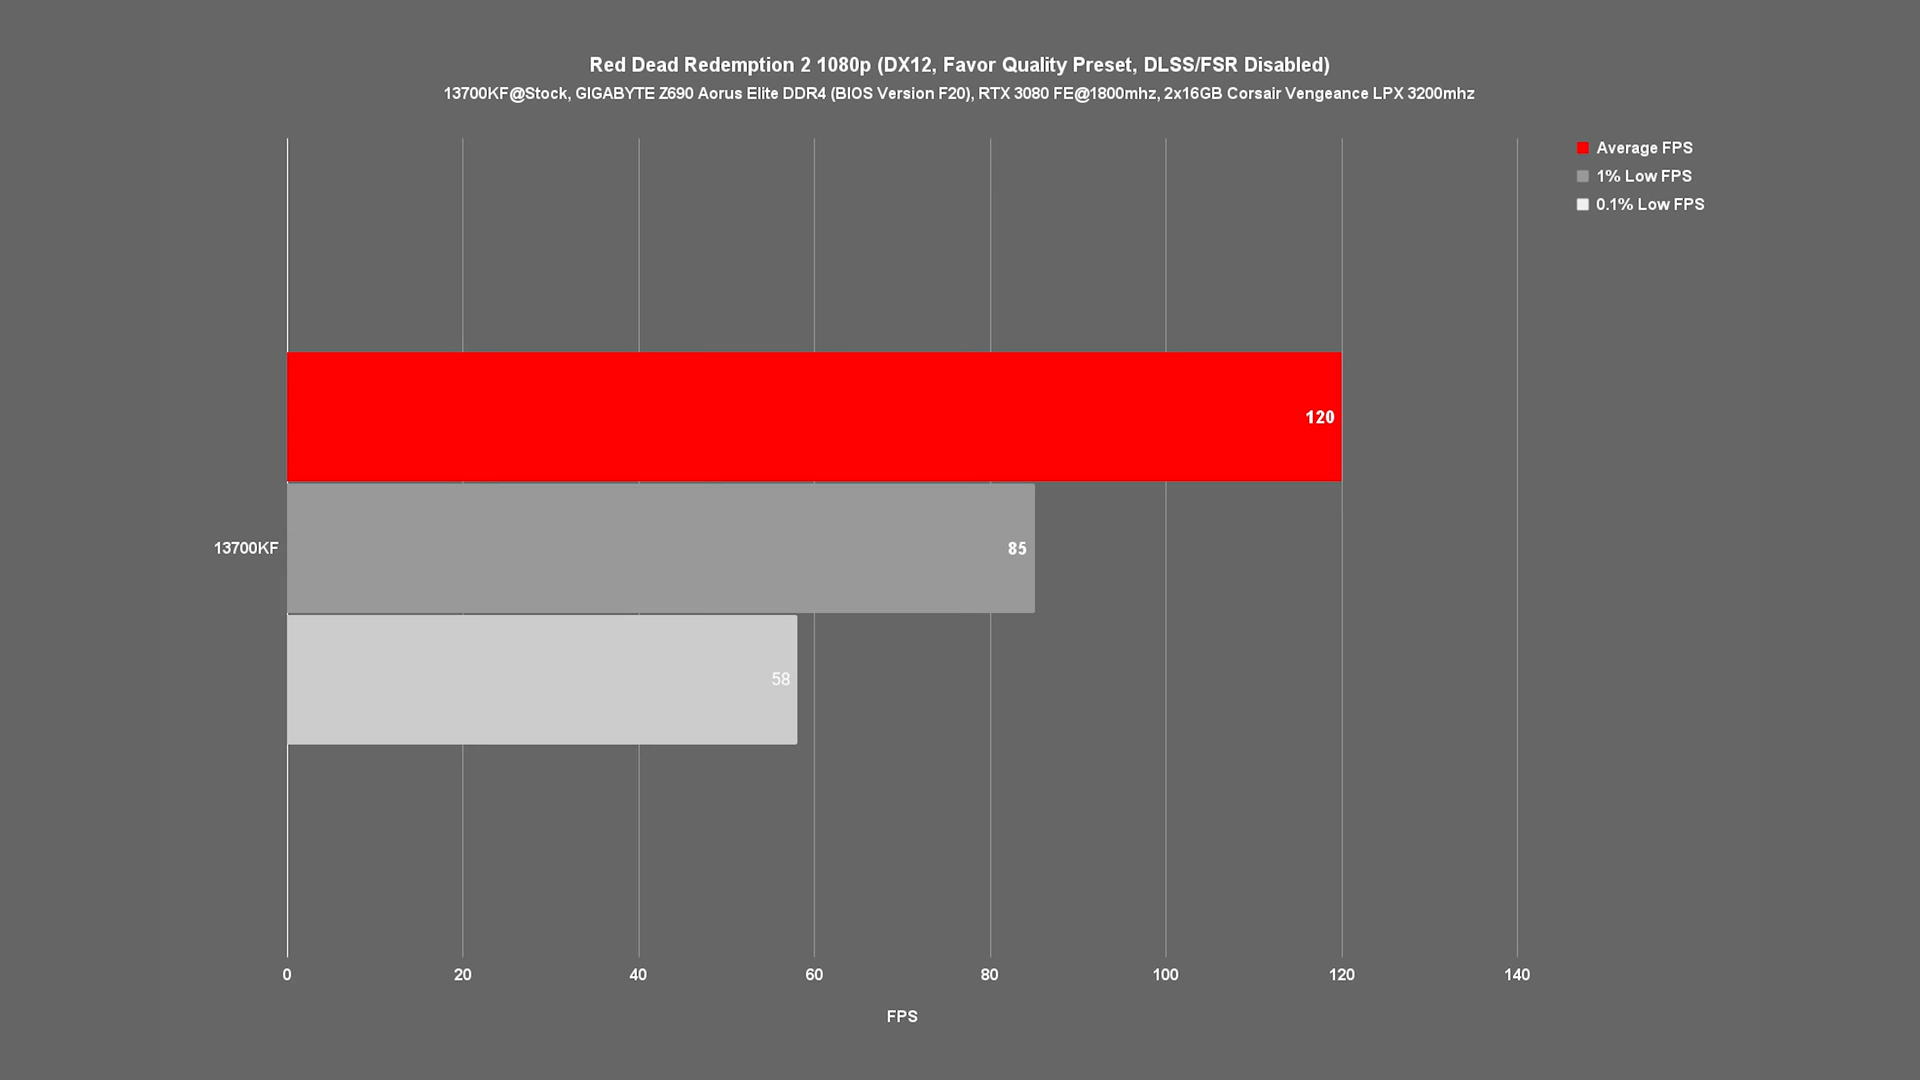 Red Dead Redemption 2 1080p (DX12, Favor Quality Preset, DLSS/FSR Disabled)
13700KF@Stock, GIGABYTE Z690 Aorus Elite DDR4 (BIOS Version F20), RTX 3080 FE@1800mhz, 2x16GB Corsair Vengeance LPX 3200mhz
Average FPS
1% Low FPS
0.1% Low FPS
120
13700KF
85
58
0 20 40 60 80 100 120 140
FPS